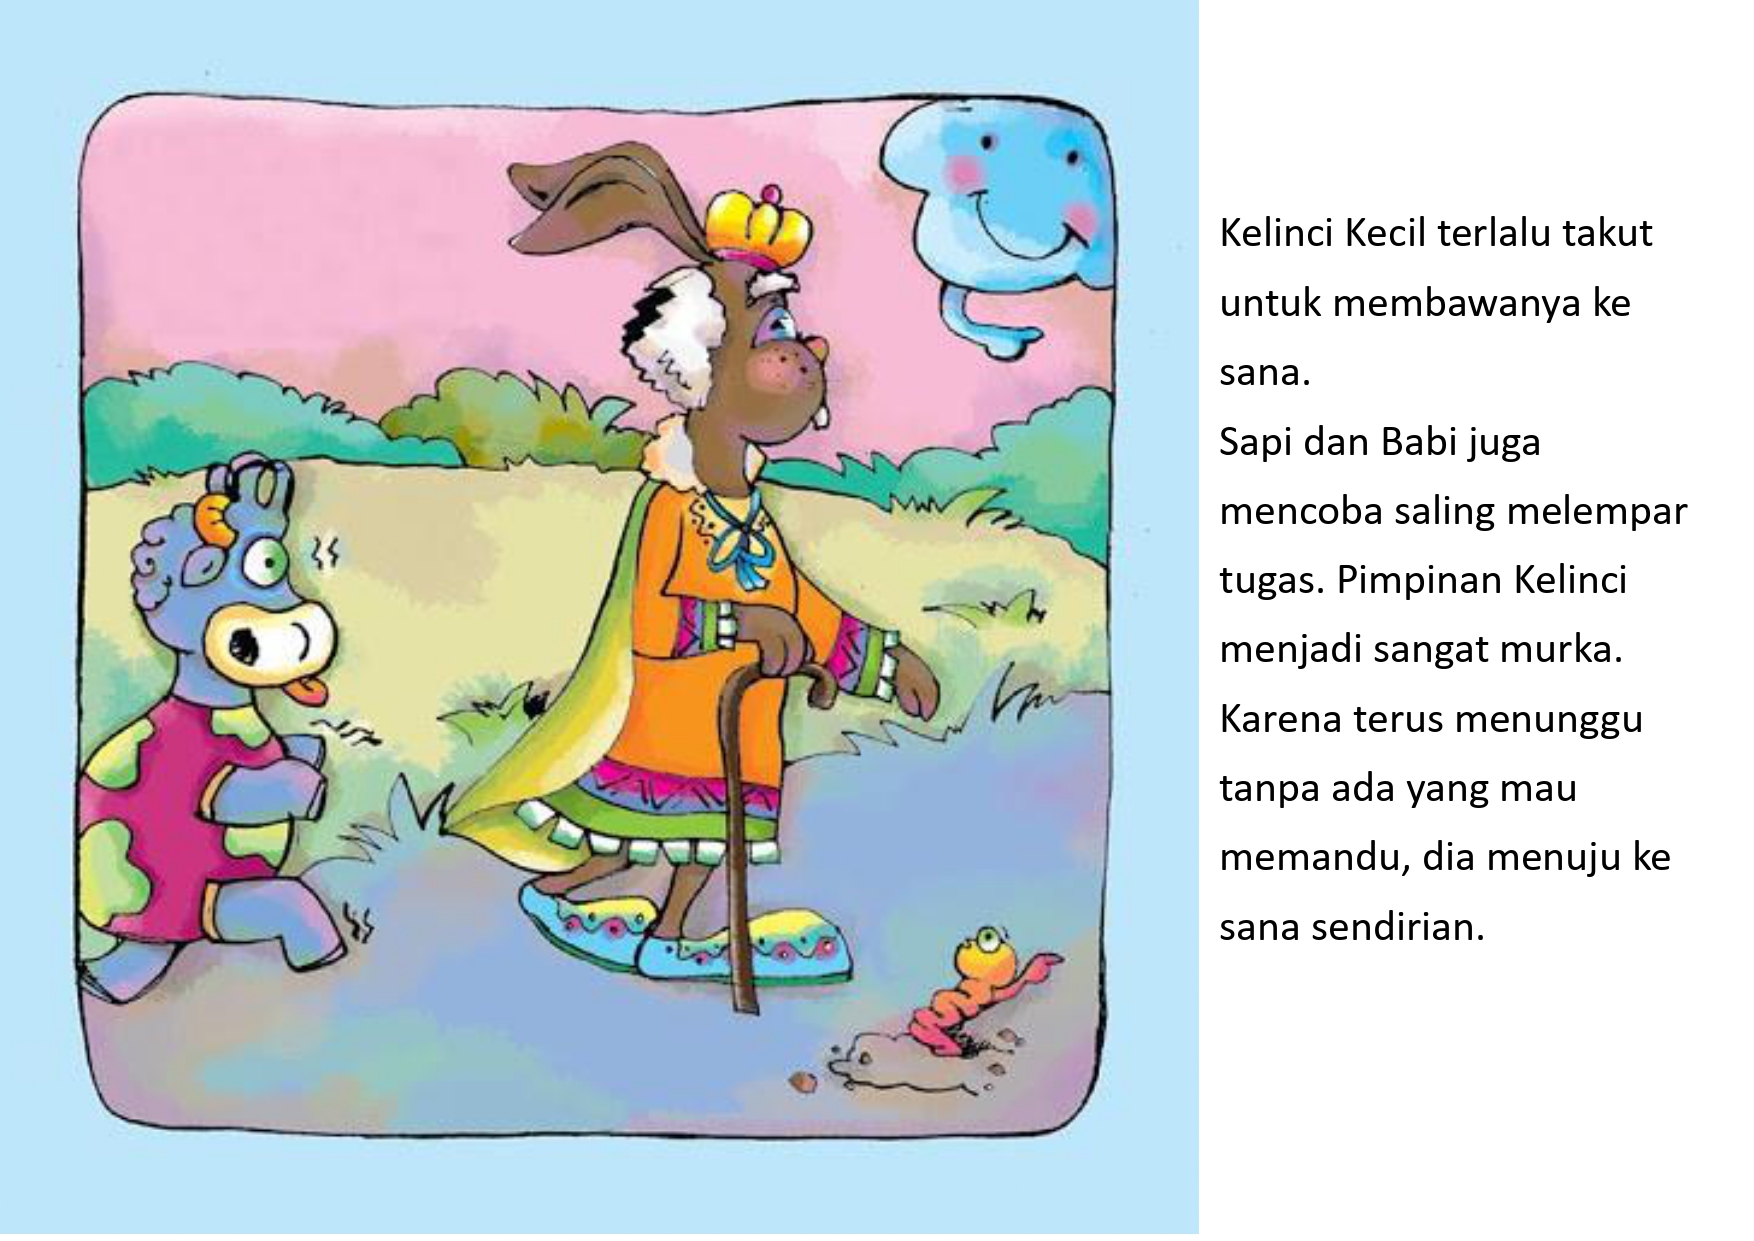 Kelinci Kecil terlalu takut
untuk membawanya ke
sana.
Sapi dan Babi juga
mencoba saling melempar
tugas. Pimpinan Kelinci
menjadi sangat murka.
Karena terus menunggu
tanpa ada yang mau
memandu, dia menuju ke
sana sendirian.